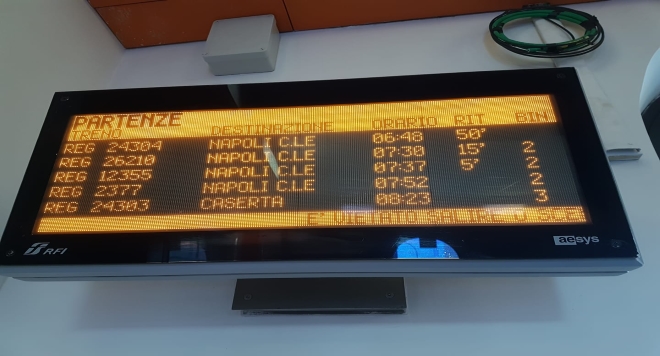 PARTENZE
TRENO DESTINAZIONE ORARIO RIT BIN
REG 24304 NAPOLI C.LE 06:48 50'
REG 26210 NAPOLI C.LE 07:30 15' 2
REG 12355 NAPOLI C.LE 07:37 5' 2
REG 2377 NAPOLI C.LE 07:52 2
REG 24303 CASERTA 08:23 3
E' VIETATO SALIRE O SCE
RFI
aesys